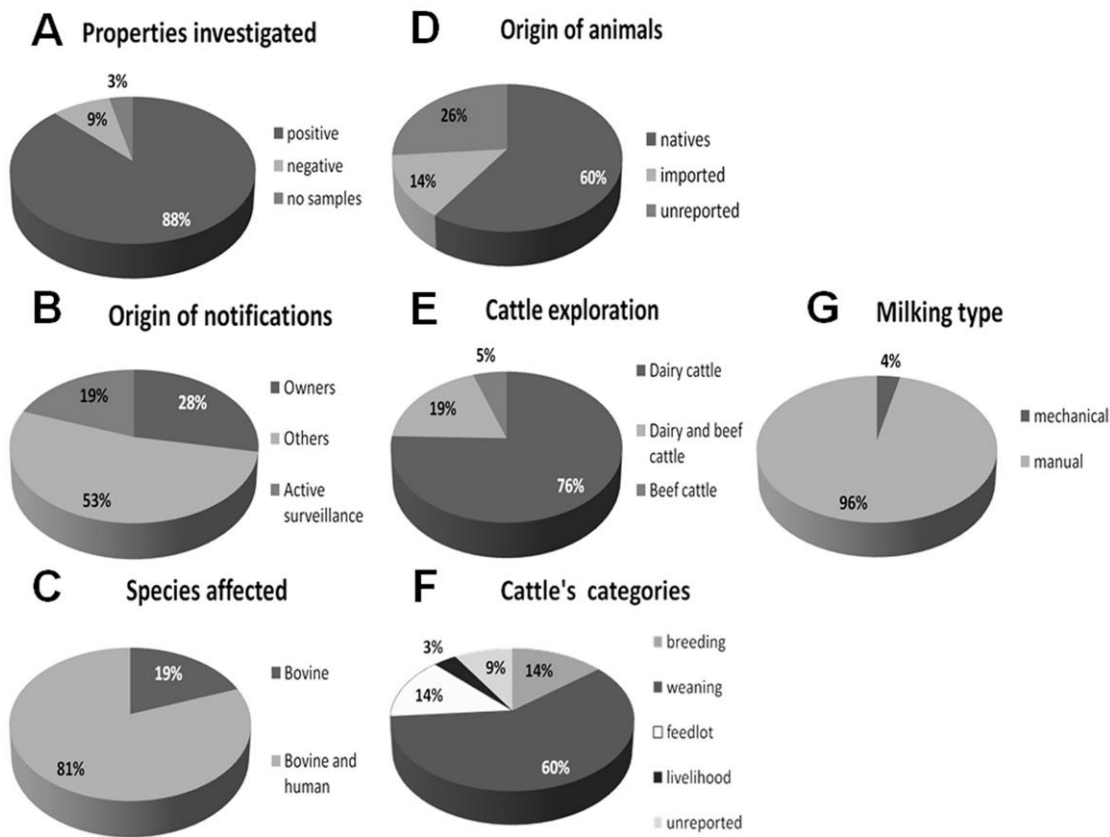 A Properties investigated
3%
9%
88%
positive
negative
no samples
D Origin of animals
26%
14%
60%
natives
imported
unreported
B Origin of notifications
19%
28%
53%
Owners
Others
Active
surveillance
E Cattle exploration
5%
19%
76%
Dairy cattle
Dairy and beef
cattle
Beef cattle
G Milking type
4%
96%
mechanical
manual
C Species affected
19%
81%
Bovine
Bovine and
human
F Cattle's categories
3%
9%
14%
14%
60%
breeding
weaning
feedlot
livelihood
unreported